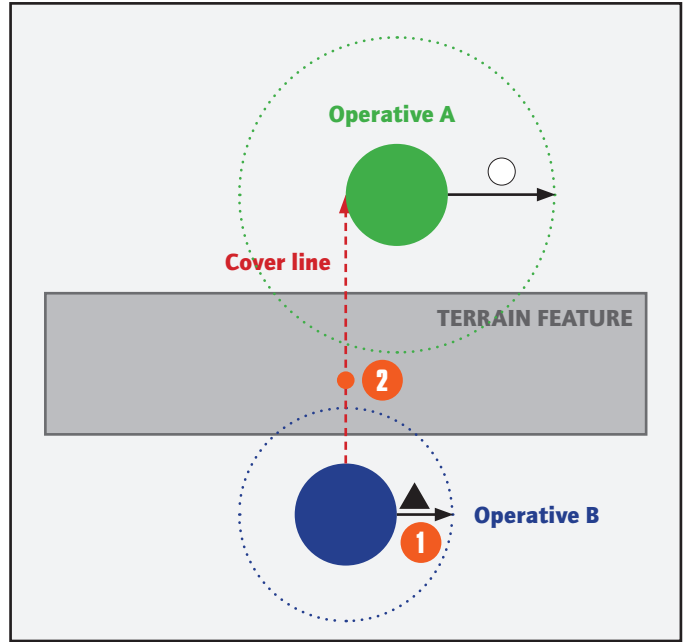 Operative A
Cover line
TERRAIN FEATURE
2
Operative B
1